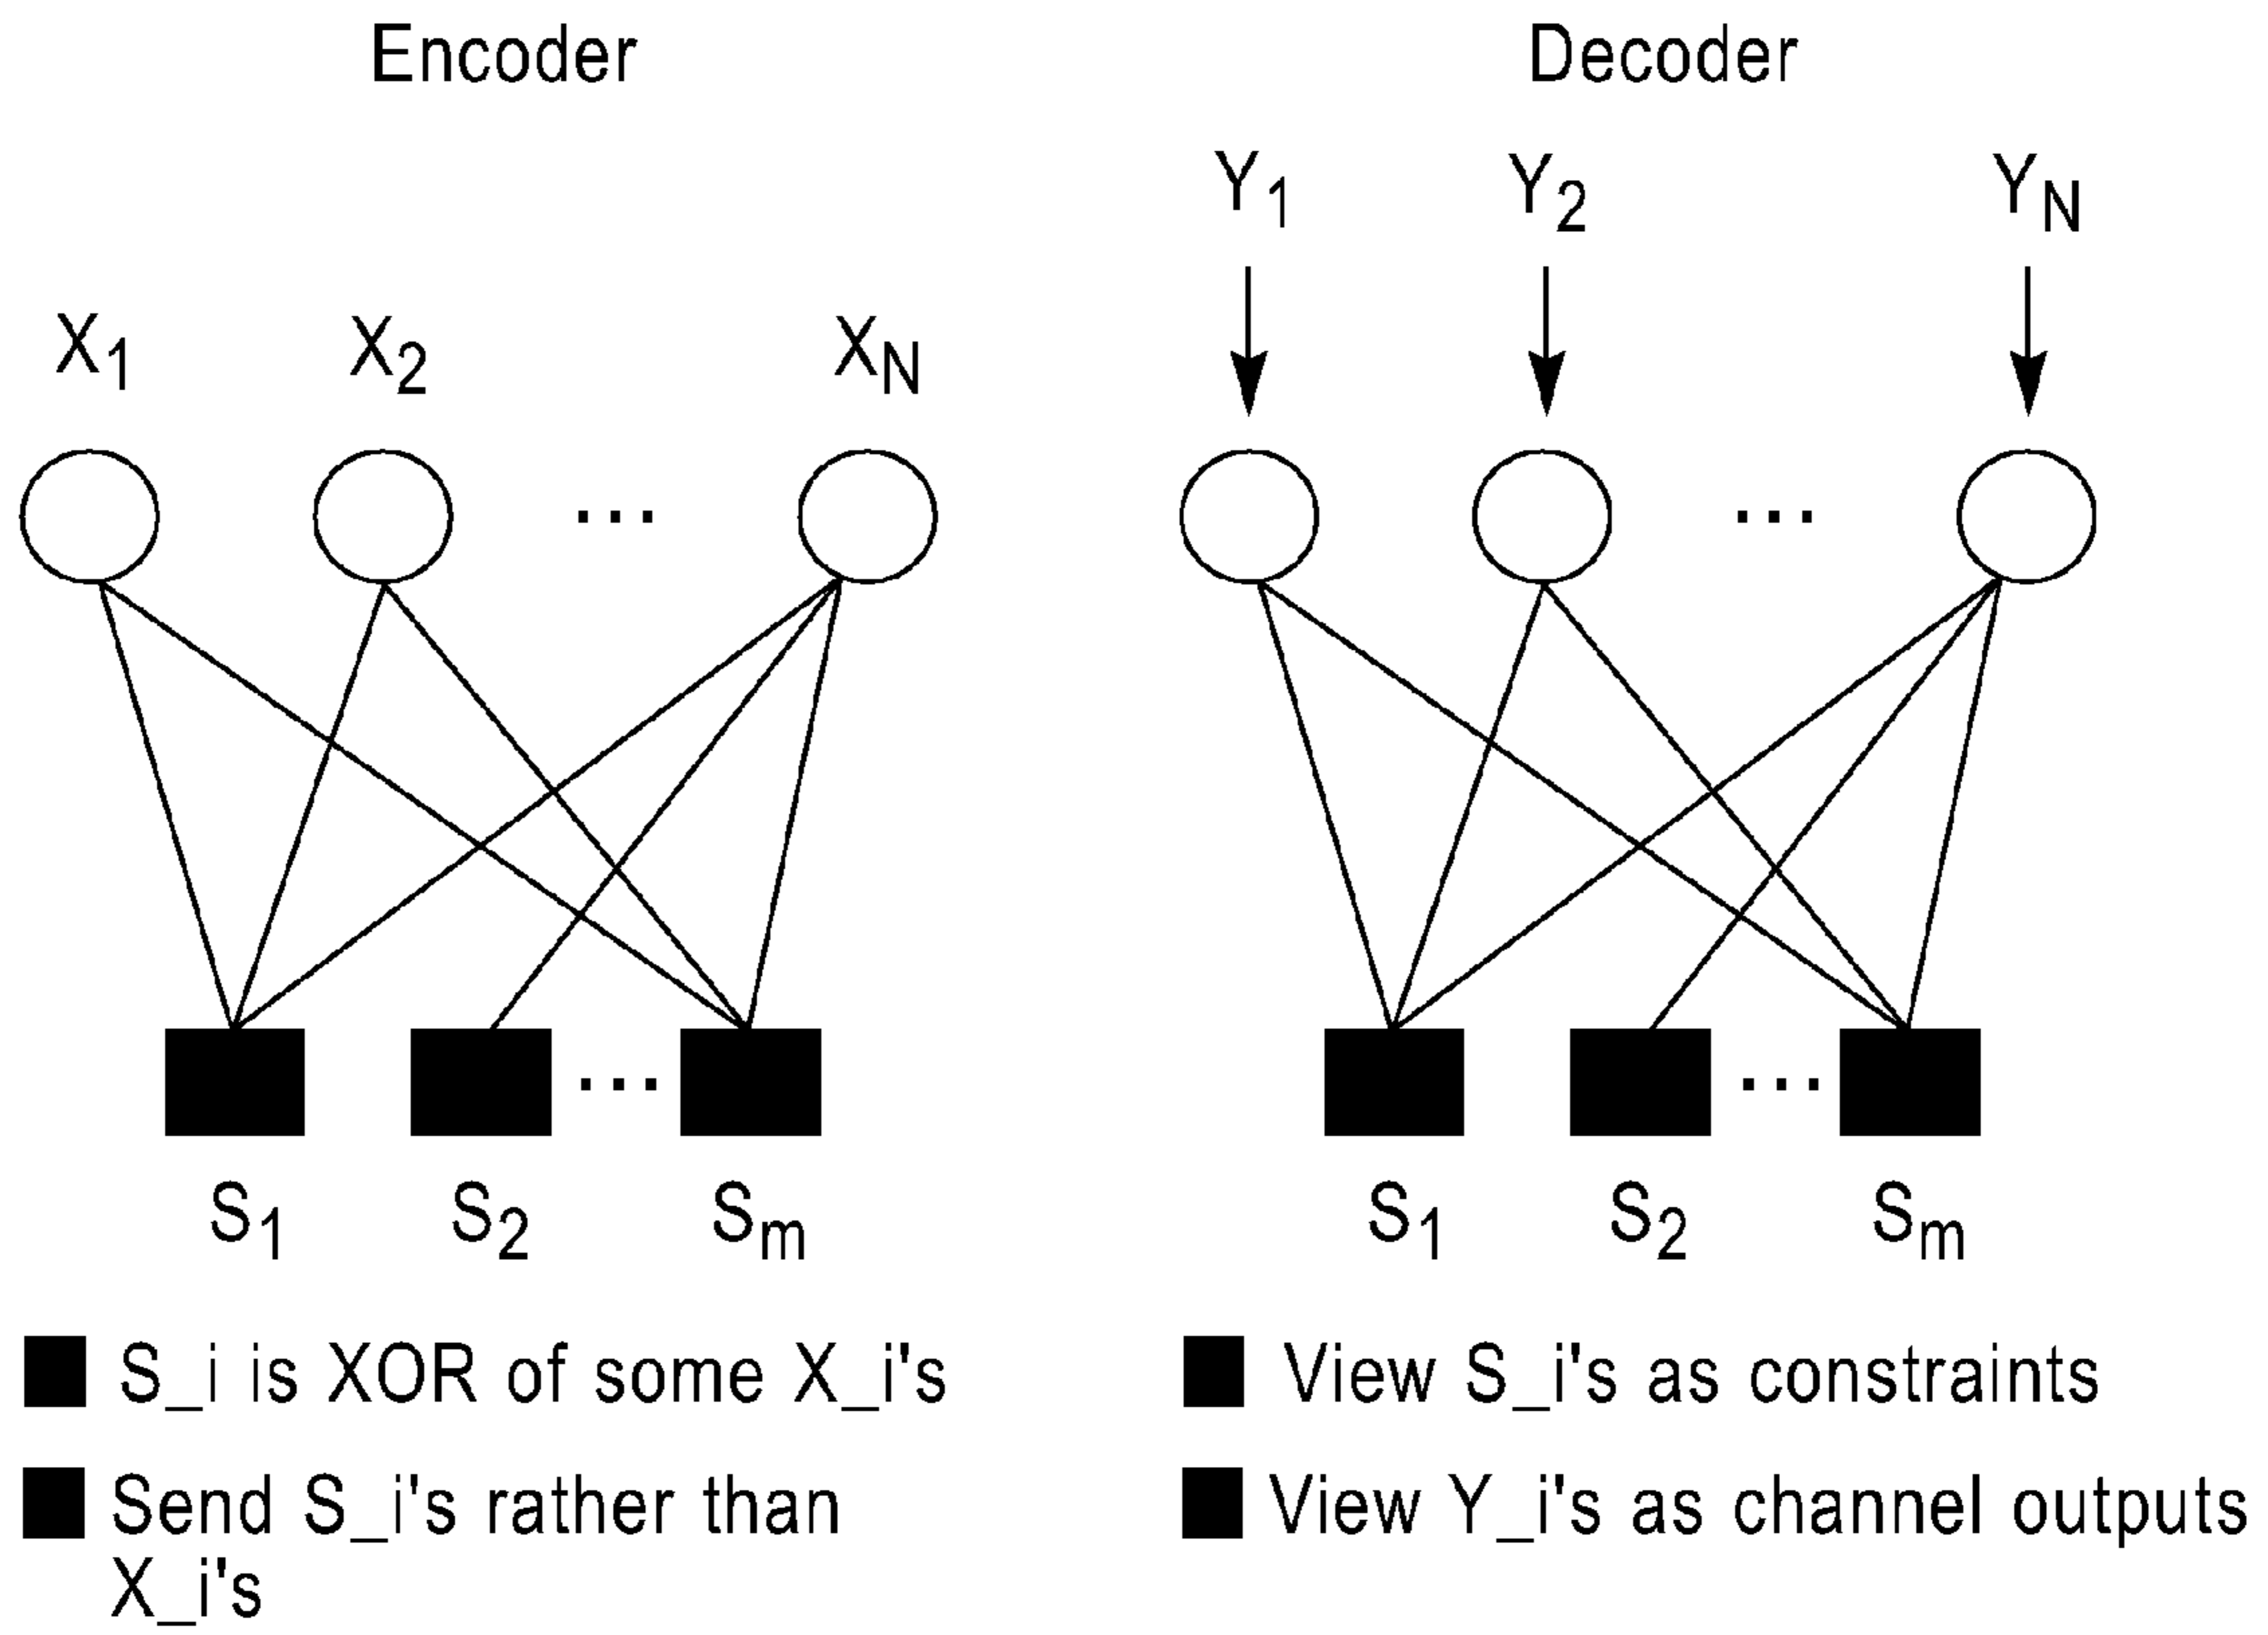 Encoder
X1 X2 ... XN
S1 S2 ... Sm
S_i is XOR of some X_i's
Send S_i's rather than
X_i's
Decoder
Y1 Y2 YN
...
S1 S2 ... Sm
View S_i's as constraints
View Y_i's as channel outputs